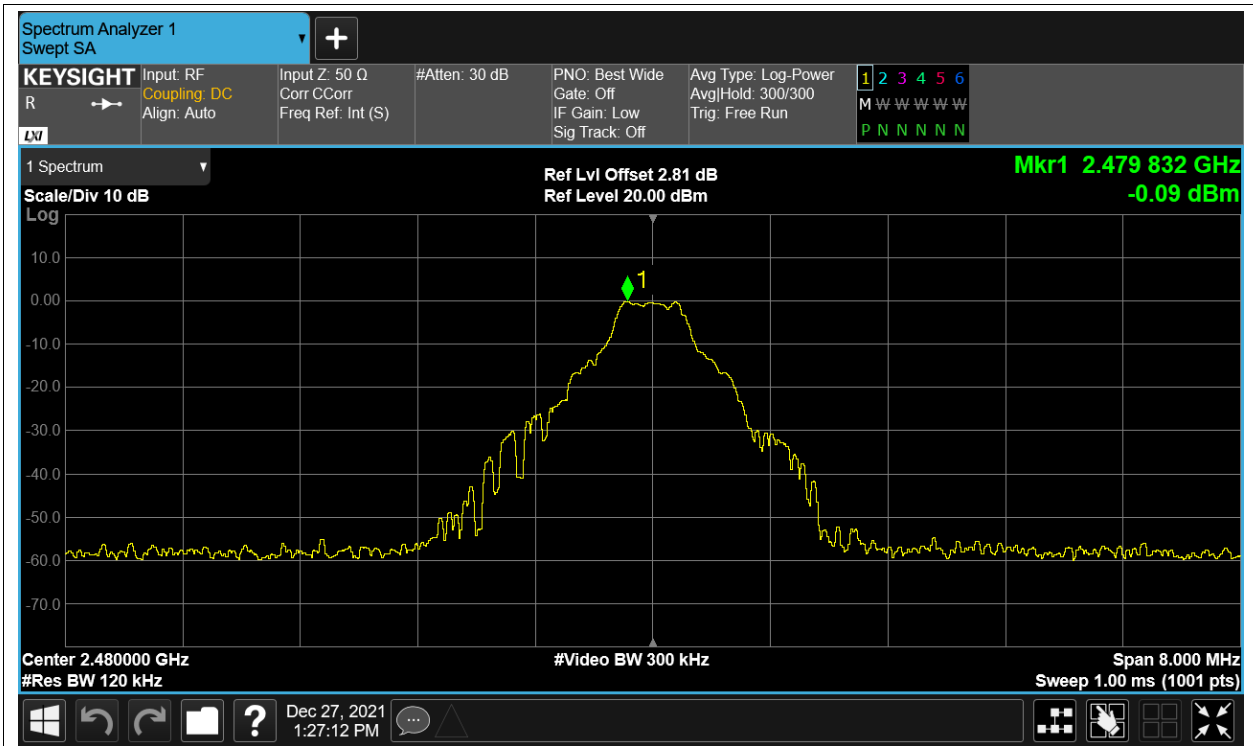 Spectrum Analyzer 1
Swept SA
KEYSIGHT
R
LXI
Input: RF
Coupling: DC
Align: Auto
Input Z: 50 Ω
Corr CCorr
Freq Ref: Int (S)
#Atten: 30 dB
PNO: Best Wide
Gate: Off
IF Gain: Low
Sig Track: Off
Avg Type: Log-Power
Avg|Hold: 300/300
Trig: Free Run
1 2 3 4 5 6
M W W W W W
P N N N N N
1 Spectrum
Scale/Div 10 dB
Ref Lvl Offset 2.81 dB
Ref Level 20.00 dBm
Mkr1 2.479 832 GHz
-0.09 dBm
Log
10.0
0.00
-10.0
-20.0
-30.0
-40.0
-50.0
-60.0
-70.0
1
Center 2.480000 GHz
#Res BW 120 kHz
#Video BW 300 kHz
Span 8.000 MHz
Sweep 1.00 ms (1001 pts)
?
Dec 27, 2021
1:27:12 PM